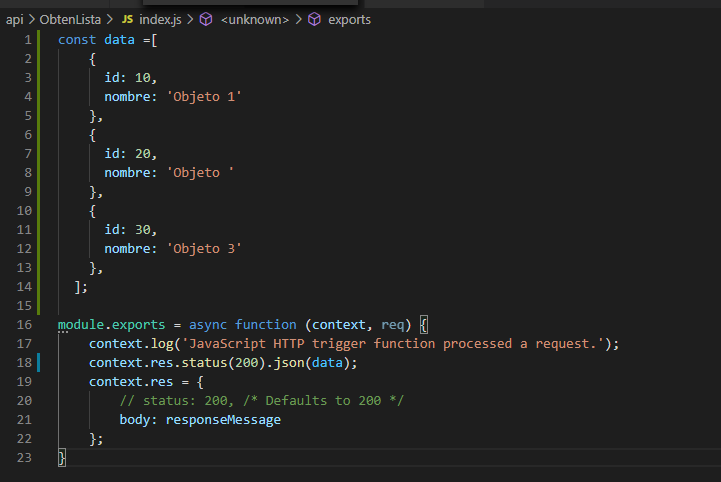 api > ObtenLista > JS index.js > <unknown> > exports
1 const data =[
2 {
3 id: 10,
4 nombre: 'Objeto 1'
5 },
6 {
7 id: 20,
8 nombre: 'Objeto '
9 },
10 {
11 id: 30,
12 nombre: 'Objeto 3'
13 },
14 ];
15
16 module.exports = async function (context, req) {
17 context.log('JavaScript HTTP trigger function processed a request.');
18 context.res.status(200).json(data);
19 context.res = {
20 // status: 200, /* Defaults to 200 */
21 body: responseMessage
22 };
23 }